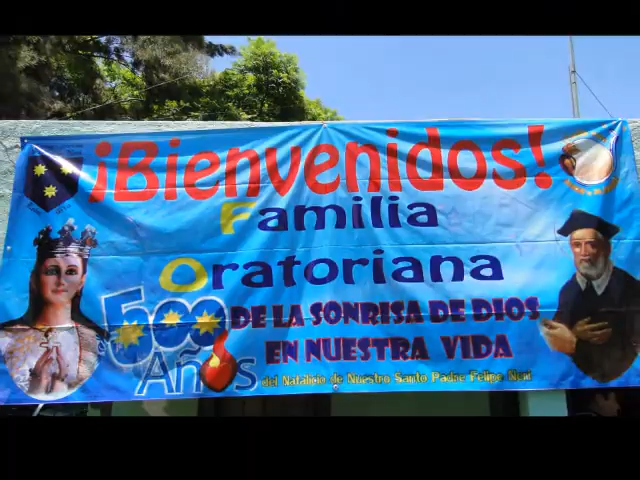 ¡Bienvenidos!
Familia
Oratoriana
500 Años
DE LA SONRISA DE DIOS
EN NUESTRA VIDA
del Natalicio de Nuestro Santo Padre Felipe Neri